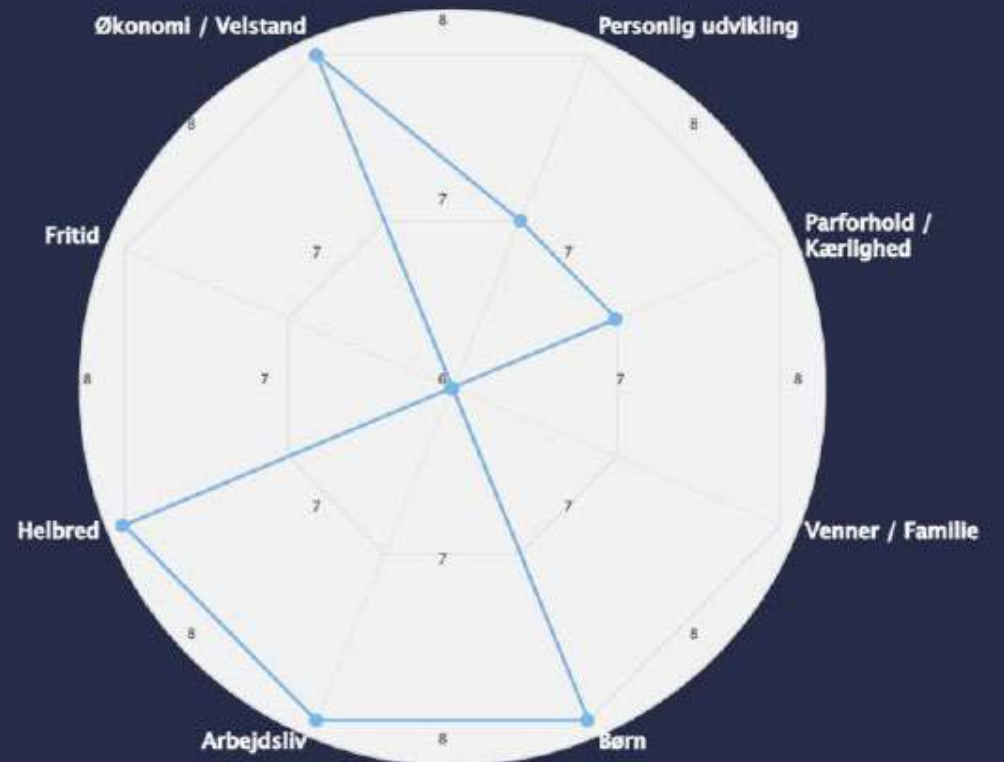 8
Økonomi / Velstand
Personlig udvikling
8
8
7
Parforhold /
Kærlighed
Fritid
7
7
8
7
6
7
8
7
7
Helbred
Venner / Familie
7
8
8
Arbejdsliv
8
Børn